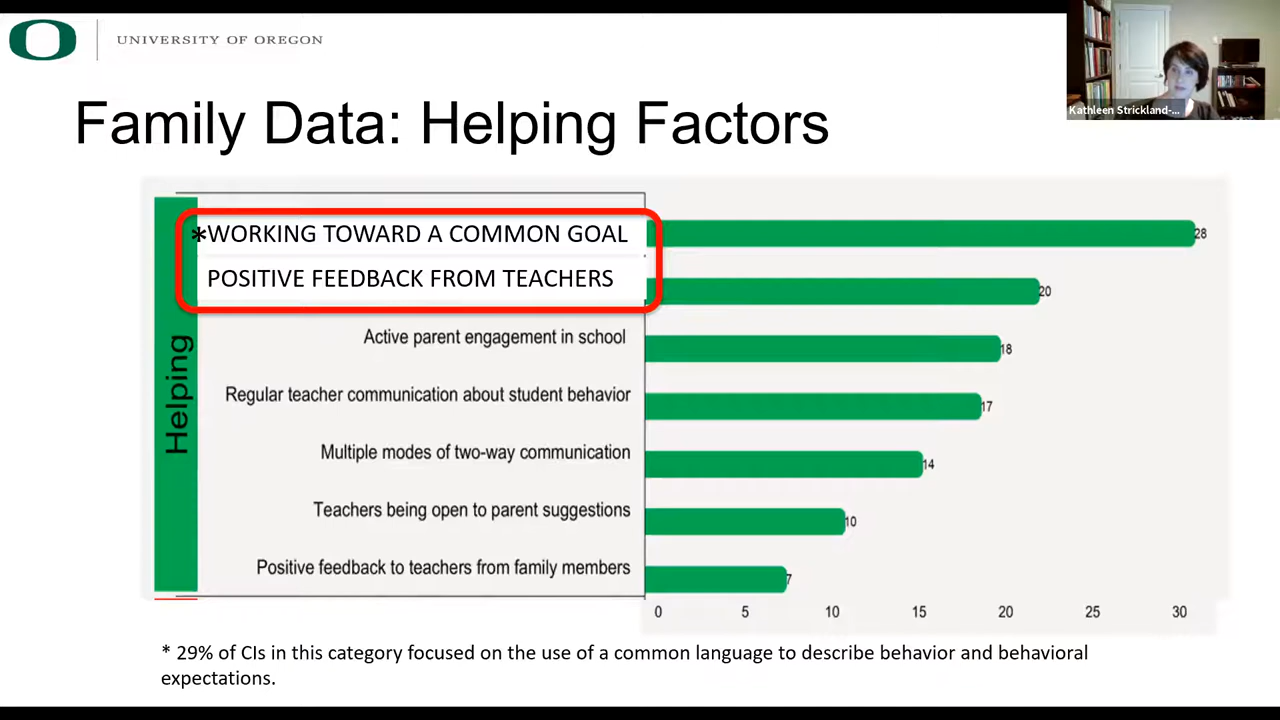 UNIVERSITY OF OREGON
Kathleen Strickland-...
Family Data: Helping Factors
Helping
*WORKING TOWARD A COMMON GOAL
28
POSITIVE FEEDBACK FROM TEACHERS
20
Active parent engagement in school
18
Regular teacher communication about student behavior
17
Multiple modes of two-way communication
14
Teachers being open to parent suggestions
10
Positive feedback to teachers from family members
7
0 5 10 15 20 25 30
* 29% of CIs in this category focused on the use of a common language to describe behavior and behavioral
expectations.